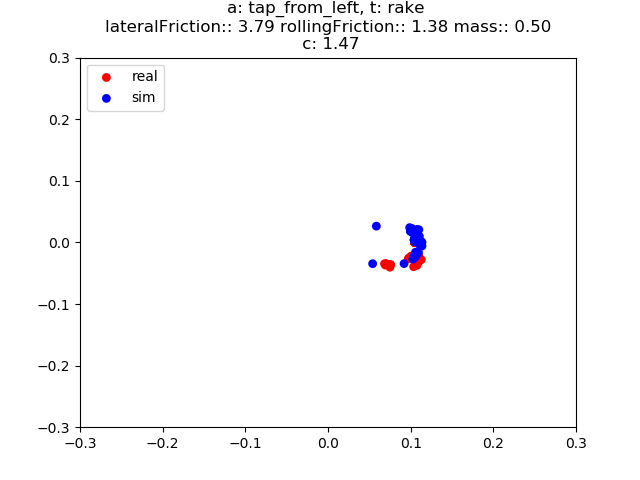 a: tap_from_left, t: rake
lateralFriction:: 3.79 rollingFriction:: 1.38 mass:: 0.50
c: 1.47
real
sim
0.3
0.2
0.1
0.0
−0.1
−0.2
−0.3
−0.3 −0.2 −0.1 0.0 0.1 0.2 0.3